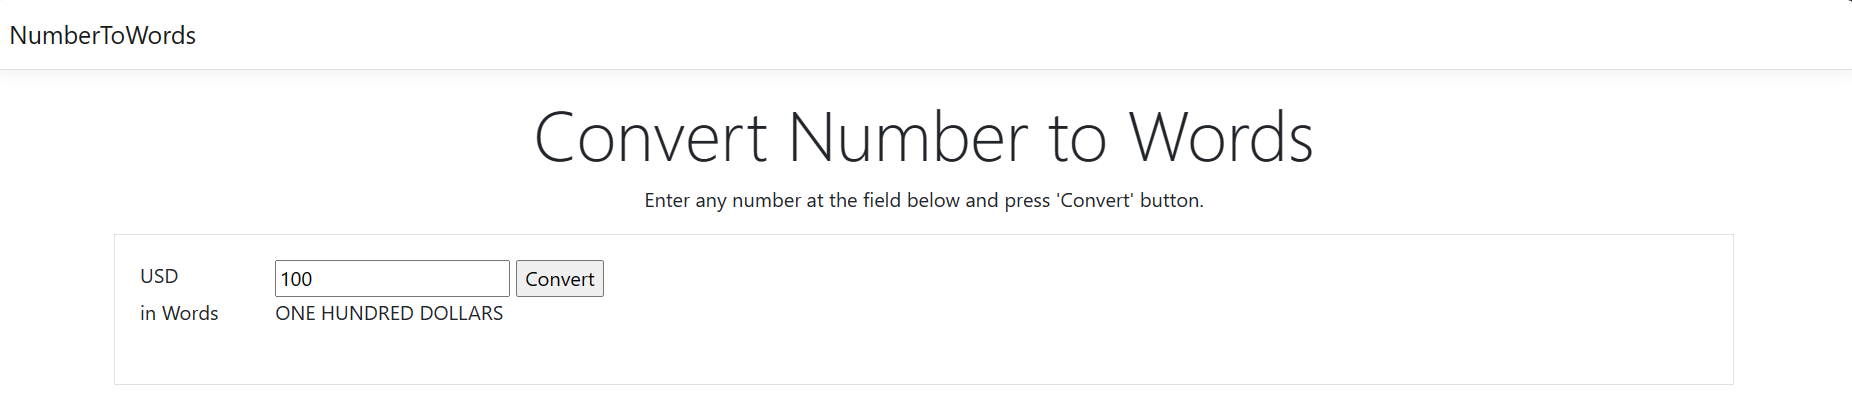 NumberToWords
Convert Number to Words
Enter any number at the field below and press 'Convert' button.
USD 100 Convert
in Words ONE HUNDRED DOLLARS